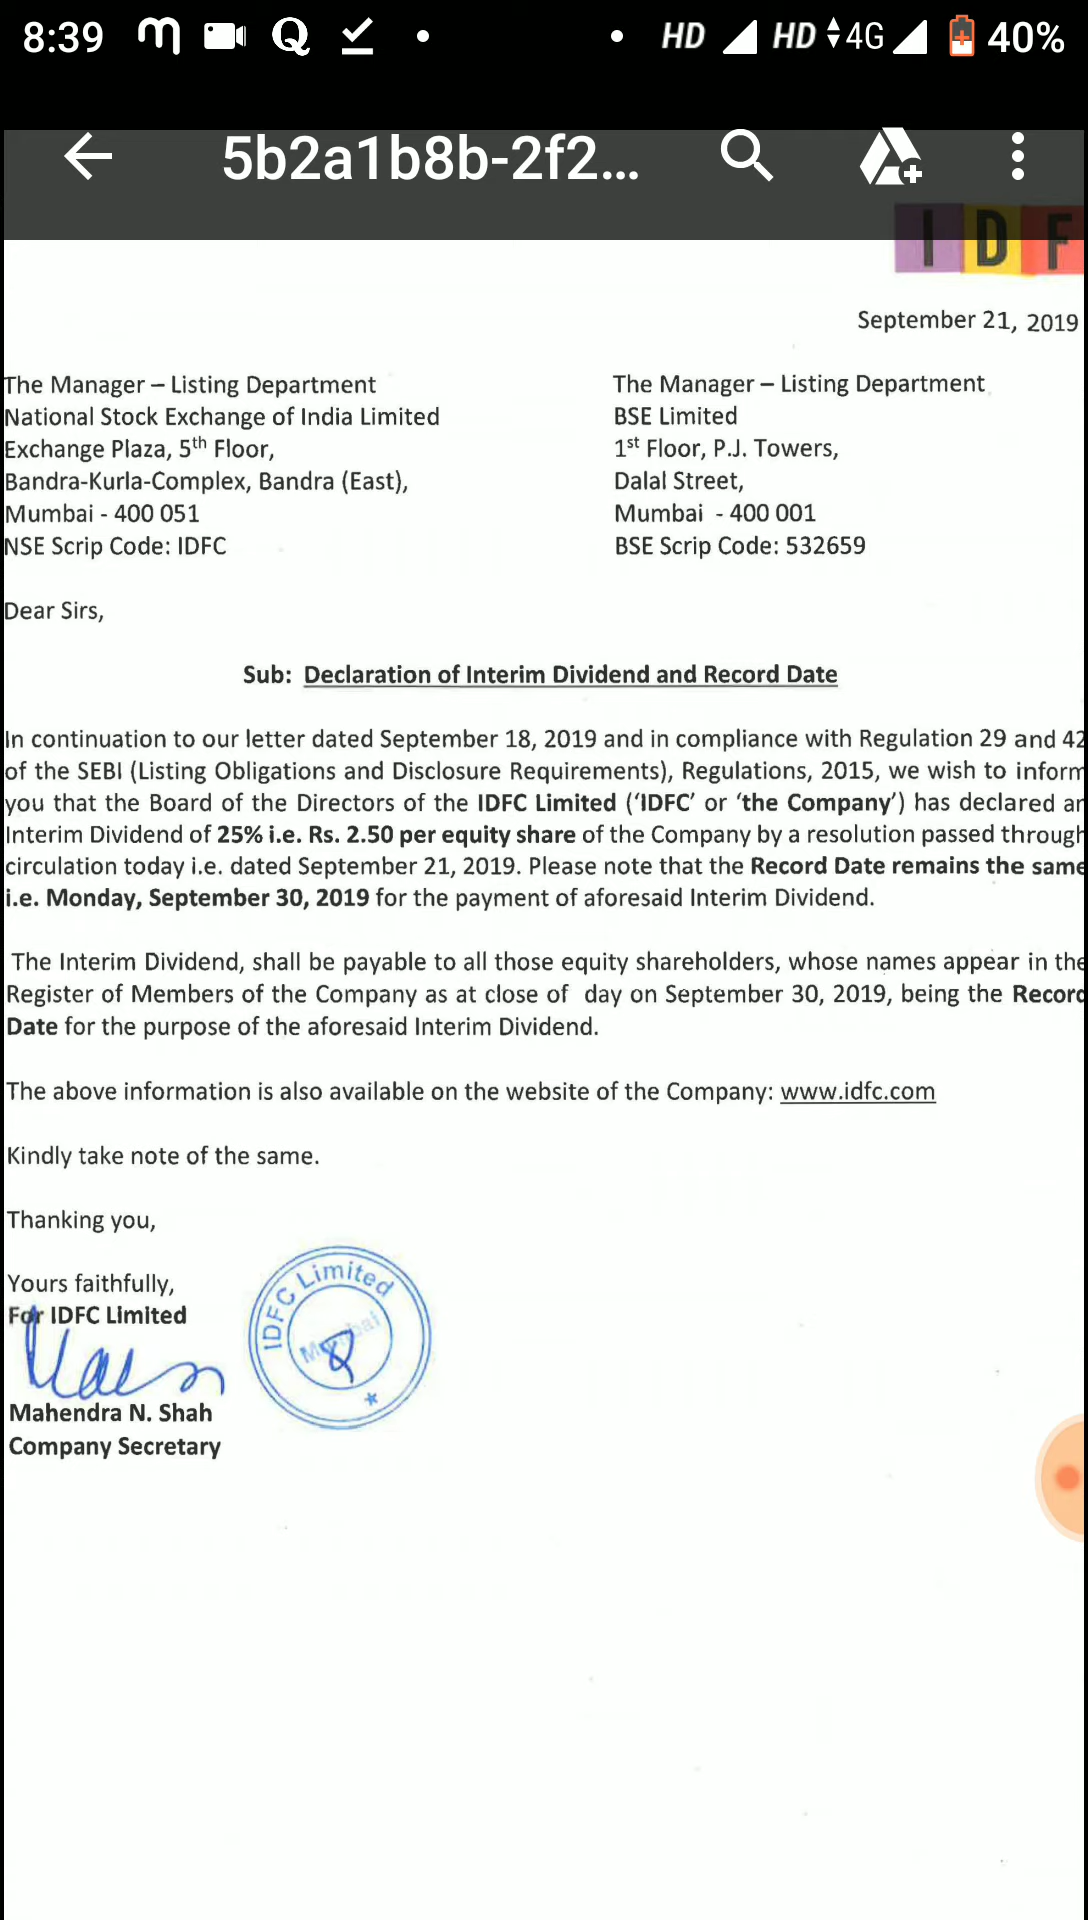 8:39
HD HD 4G 40%
5b2a1b8b-2f2...
I D F
September 21, 2019
The Manager – Listing Department
National Stock Exchange of India Limited
Exchange Plaza, 5th Floor,
Bandra-Kurla-Complex, Bandra (East),
Mumbai - 400 051
NSE Scrip Code: IDFC
The Manager – Listing Department
BSE Limited
1st Floor, P.J. Towers,
Dalal Street,
Mumbai - 400 001
BSE Scrip Code: 532659
Dear Sirs,
Sub: Declaration of Interim Dividend and Record Date
In continuation to our letter dated September 18, 2019 and in compliance with Regulation 29 and 42
of the SEBI (Listing Obligations and Disclosure Requirements), Regulations, 2015, we wish to inform
you that the Board of the Directors of the IDFC Limited ('IDFC' or 'the Company') has declared an
Interim Dividend of 25% i.e. Rs. 2.50 per equity share of the Company by a resolution passed through
circulation today i.e. dated September 21, 2019. Please note that the Record Date remains the same
i.e. Monday, September 30, 2019 for the payment of aforesaid Interim Dividend.
The Interim Dividend, shall be payable to all those equity shareholders, whose names appear in the
Register of Members of the Company as at close of day on September 30, 2019, being the Record
Date for the purpose of the aforesaid Interim Dividend.
The above information is also available on the website of the Company: www.idfc.com
Kindly take note of the same.
Thanking you,
Yours faithfully,
For IDFC Limited
IDFC Limited
Mumbai
Mahendra N. Shah
Company Secretary